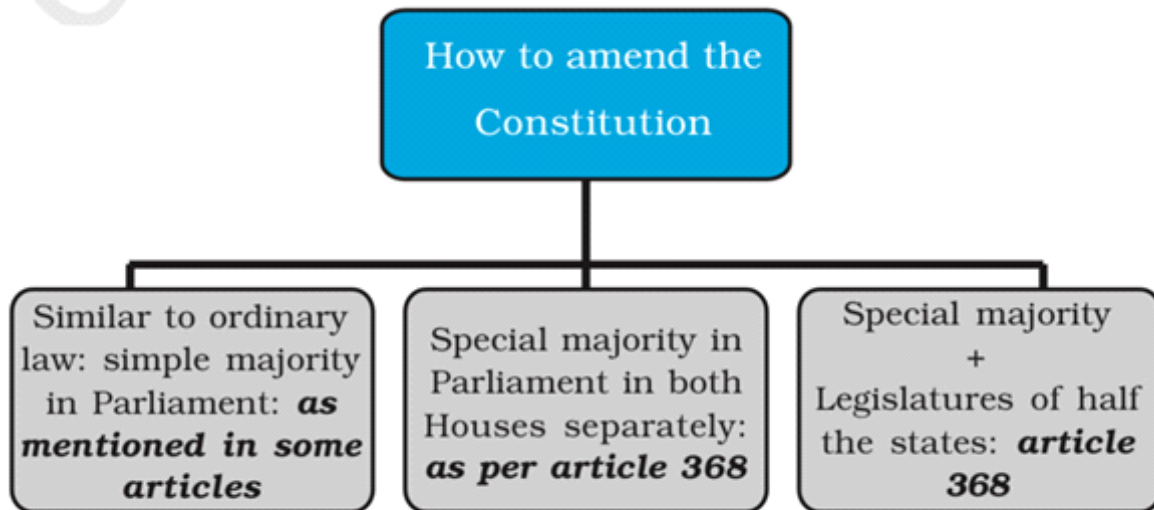 How to amend the
Constitution
Similar to ordinary
law: simple majority
in Parliament: as
mentioned in some
articles
Special majority in
Parliament in both
Houses separately:
as per article 368
Special majority
+
Legislatures of half
the states: article
368